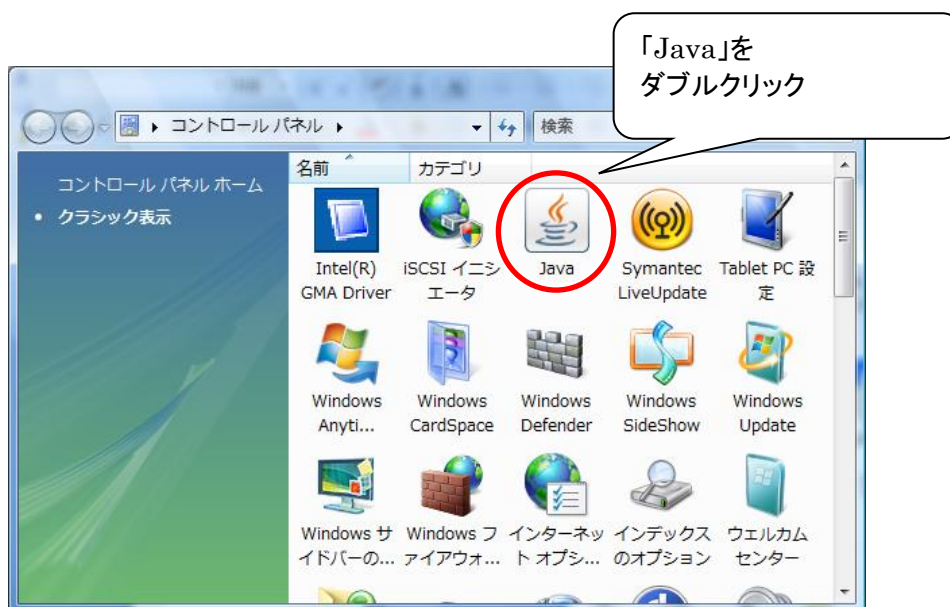 「Java」を
ダブルクリック
コントロール パネル
検索
コントロール パネル ホーム
クラシック表示
名前 カテゴリ
Intel(R)
GMA Driver
iSCSI イニシ
エータ
Java
Symantec
LiveUpdate
Tablet PC 設
定
Windows
Anyti...
Windows
CardSpace
Windows
Defender
Windows
SideShow
Windows
Update
Windows サ
イドバーの...
Windows フ
ァイアウォ...
インターネッ
ト オプシ...
インデックス
のオプション
ウェルカム
センター